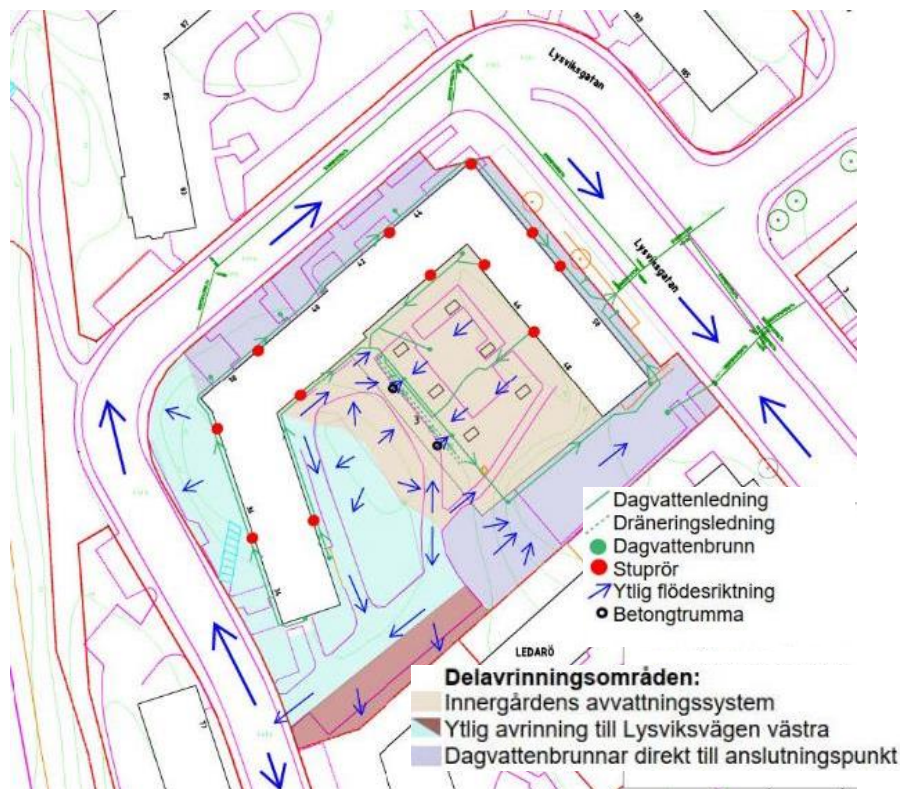 Lysviksgatan
Lysviksgatan
Dagvattenledning
Dräneringsledning
Dagvattenbrunn
Stuprör
Ytlig flödesriktning
Betongtrumma
LEDARÖ
Delavrinningsområden:
Innergårdens avvattningssystem
Ytlig avrinning till Lysviksvägen västra
Dagvattenbrunnar direkt till anslutningspunkt